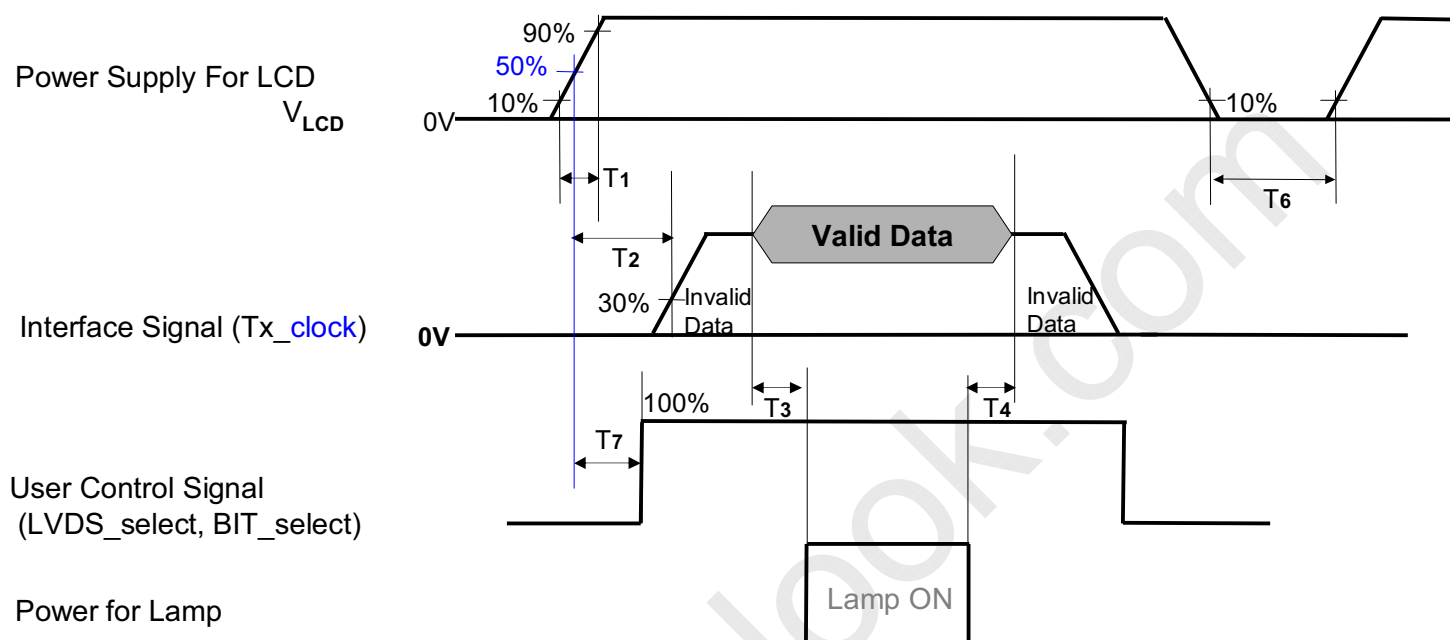 90%
50%
10%
Power Supply For LCD
VLCD
0V
10%
T1
T6
Valid Data
T2
30%
Invalid
Data
Invalid
Data
Interface Signal (Tx_clock)
0V
100%
T3
T4
T7
User Control Signal
(LVDS_select, BIT_select)
Lamp ON
Power for Lamp
look.com